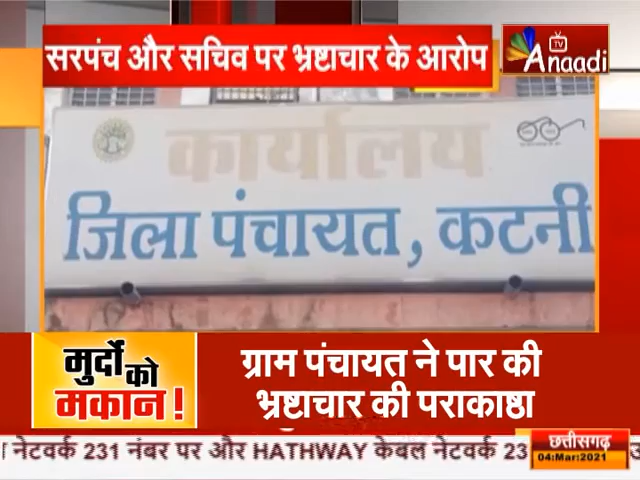 सरपंच और सचिव पर भ्रष्टाचार के आरोप
TV
Anaadi
कार्यालय
जिला पंचायत, कटनी
मुर्दो को
मकान!
ग्राम पंचायत ने पार की
भ्रष्टाचार की पराकाष्ठा
नेटवर्क 231 नंबर पर और HATHWAY केबल नेटवर्क 23
छत्तीसगढ़
04:Mar:2021